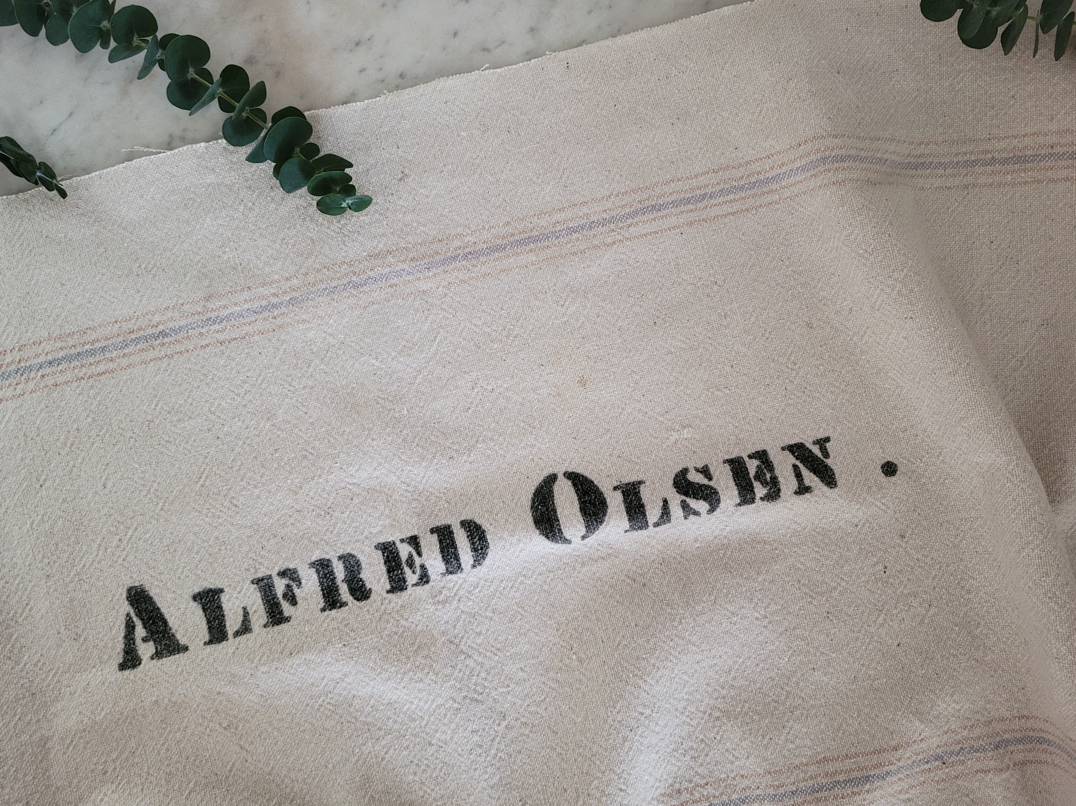 ALFRED OLSEN .